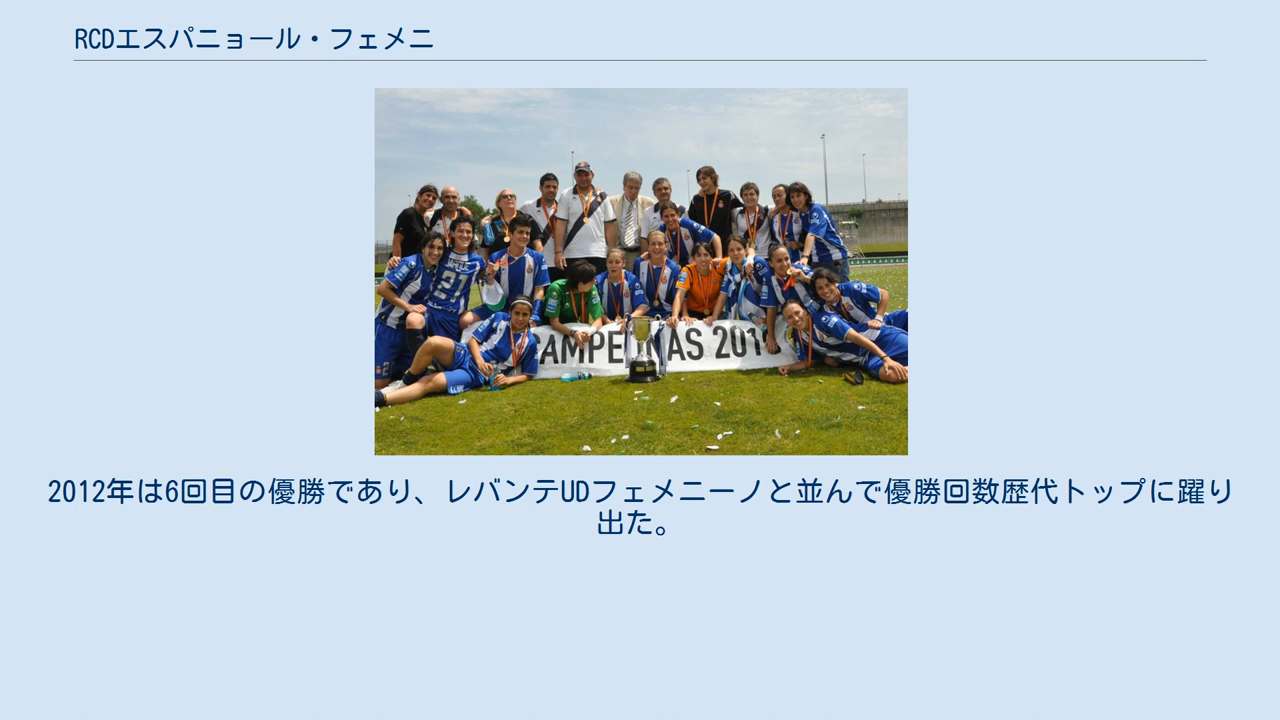 RCDエスパニョール・フェメニ
21
CAMPEONAS 201
2012年は6回目の優勝であり、レバンテUDフェメニーノと並んで優勝回数歴代トップに躍り
出た。